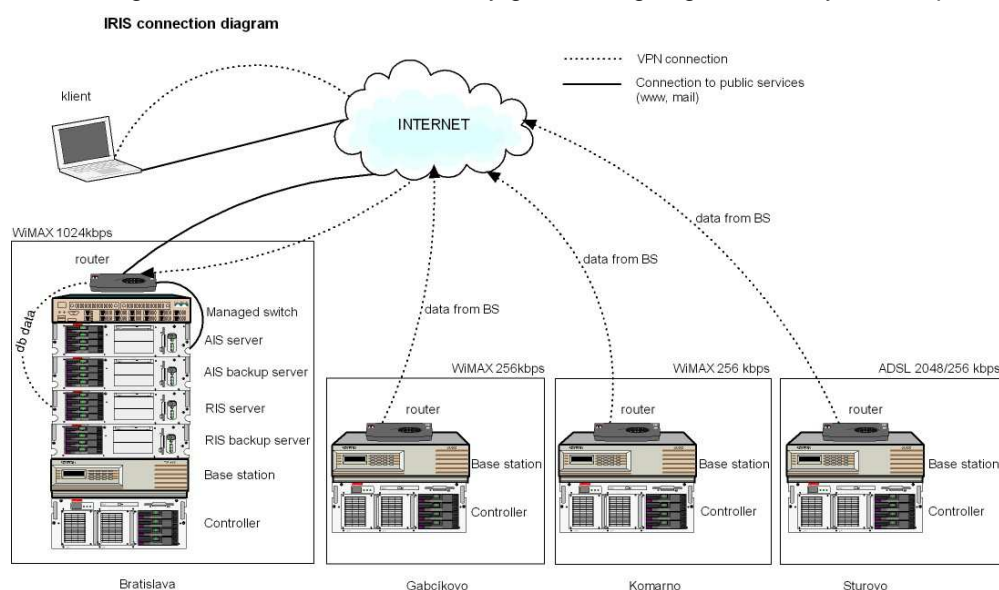 IRIS connection diagram
VPN connection
Connection to public services
(www, mail)
klient
INTERNET
data from BS
data from BS
data from BS
WiMAX 1024kbps
router
db data
Managed switch
AIS server
AIS backup server
RIS server
RIS backup server
Base station
Controller
Bratislava
WiMAX 256kbps
router
Base station
Controller
Gabcíkovo
WiMAX 256 kbps
router
Base station
Controller
Komarno
ADSL 2048/256 kbps
router
Base station
Controller
Sturovo